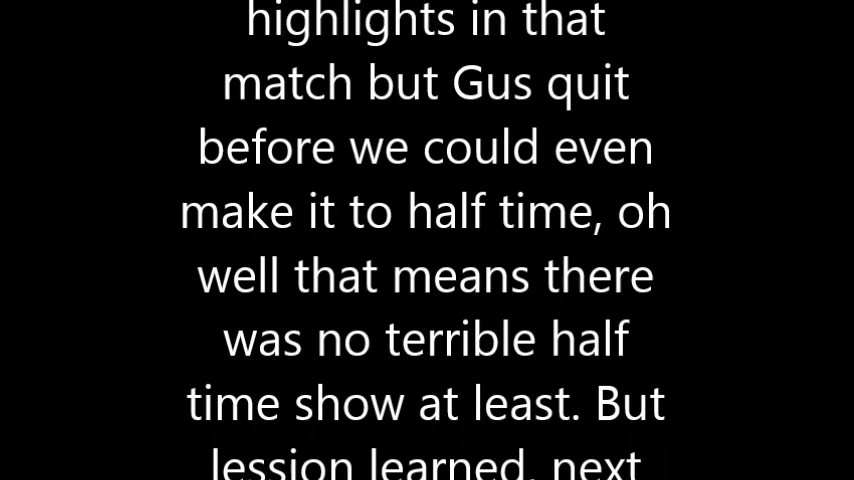 highlights in that
match but Gus quit
before we could even
make it to half time, oh
well that means there
was no terrible half
time show at least. But
lession learned, next